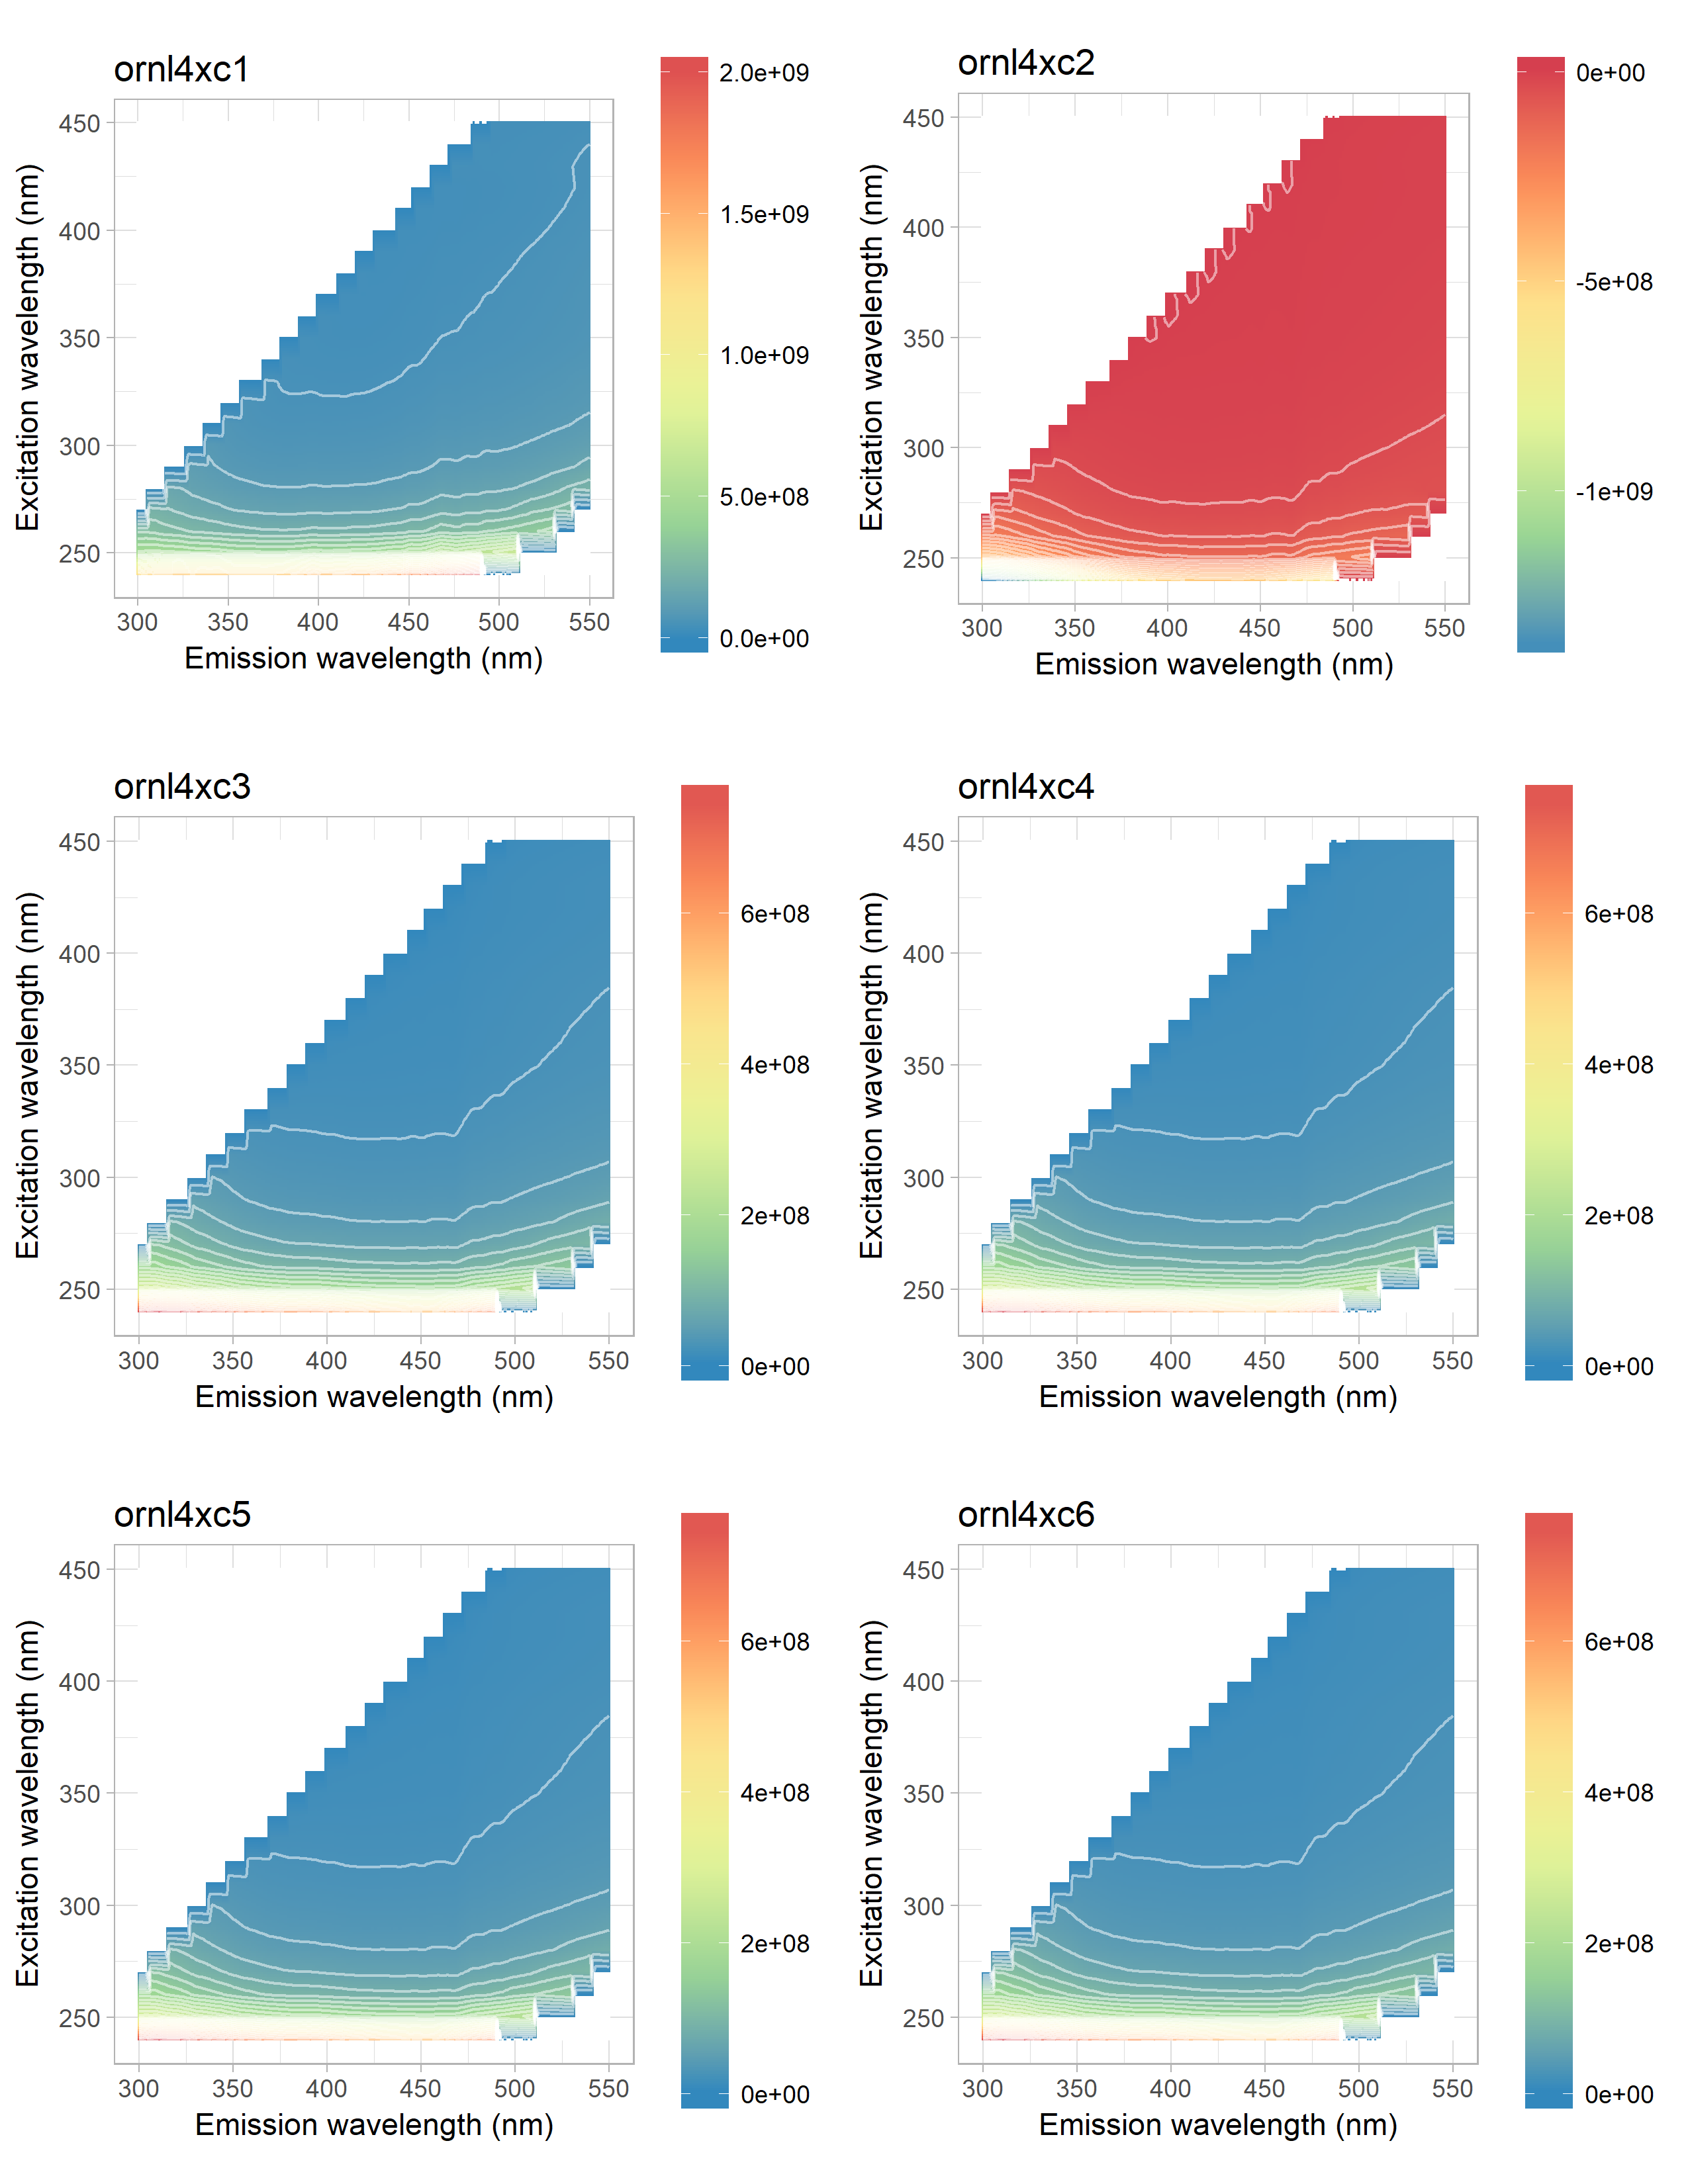 ornl4xc1
Excitation wavelength (nm)
450
400
350
300
250
300 350 400 450 500 550
Emission wavelength (nm)
2.0e+09
1.5e+09
1.0e+09
5.0e+08
0.0e+00
ornl4xc2
Excitation wavelength (nm)
450
400
350
300
250
300 350 400 450 500 550
Emission wavelength (nm)
0e+00
-5e+08
-1e+09
ornl4xc3
Excitation wavelength (nm)
450
400
350
300
250
300 350 400 450 500 550
Emission wavelength (nm)
6e+08
4e+08
2e+08
0e+00
ornl4xc4
Excitation wavelength (nm)
450
400
350
300
250
300 350 400 450 500 550
Emission wavelength (nm)
6e+08
4e+08
2e+08
0e+00
ornl4xc5
Excitation wavelength (nm)
450
400
350
300
250
300 350 400 450 500 550
Emission wavelength (nm)
6e+08
4e+08
2e+08
0e+00
ornl4xc6
Excitation wavelength (nm)
450
400
350
300
250
300 350 400 450 500 550
Emission wavelength (nm)
6e+08
4e+08
2e+08
0e+00